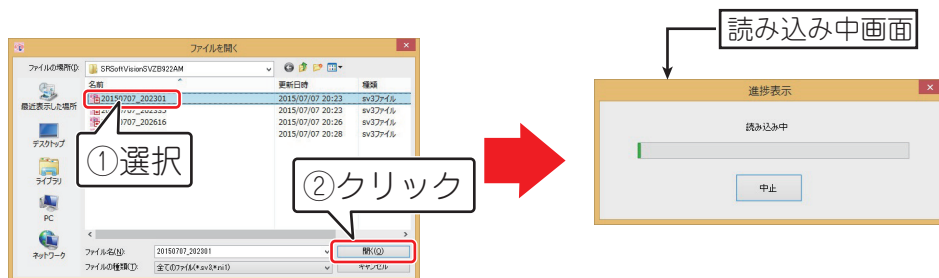 読み込み中画面
ファイルを開く
ファイルの場所(I):
SRSoftVisionSVZB922AM
名前
更新日時
種類
最近表示した場所
デスクトップ
ライブラリ
PC
ネットワーク
20150707_202301
2015/07/07 20:23
sv3ファイル
2015/07/07 20:23
sv3ファイル
707_202616
2015/07/07 20:26
sv3ファイル
2015/07/07 20:28
sv3ファイル
①選択
②クリック
ファイル名(N):
20150707_202301
開く(O)
ファイルの種類(T):
全てのファイル(*.sv3,*ni1)
キャンセル
進捗表示
読み込み中
中止